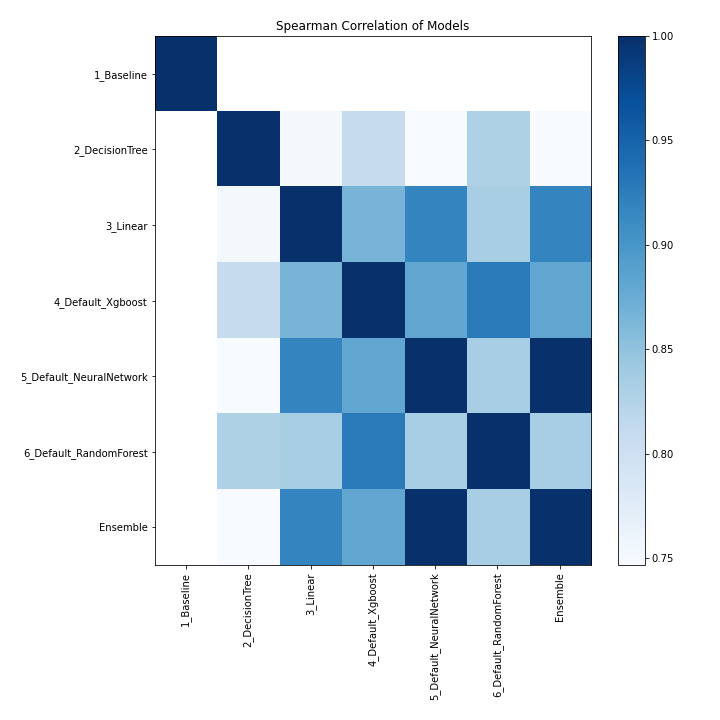 Spearman Correlation of Models
1_Baseline
2_DecisionTree
3_Linear
4_Default_Xgboost
5_Default_NeuralNetwork
6_Default_RandomForest
Ensemble
1_Baseline
2_DecisionTree
3_Linear
4_Default_Xgboost
5_Default_NeuralNetwork
6_Default_RandomForest
Ensemble
1.00
0.95
0.90
0.85
0.80
0.75